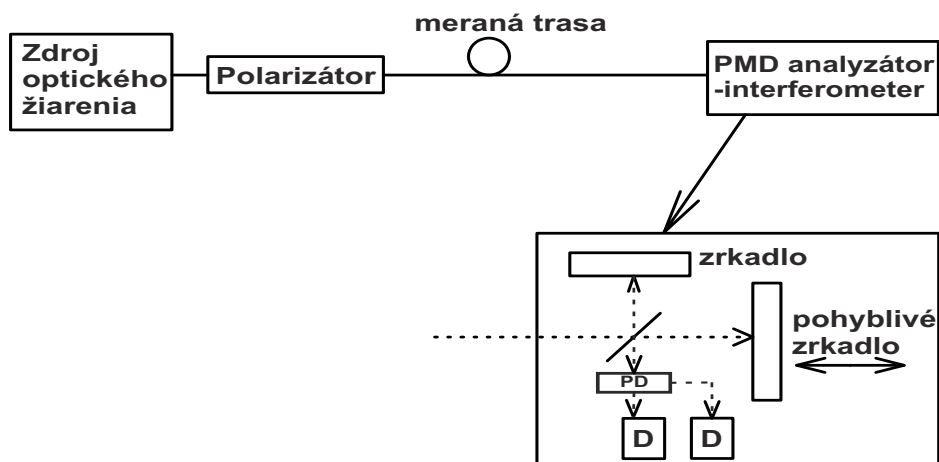 meraná trasa
Zdroj
optického
žiarenia
Polarizátor
PMD analyzátor
-interferometer
zrkadlo
pohyblivé
zrkadlo
PD
D D